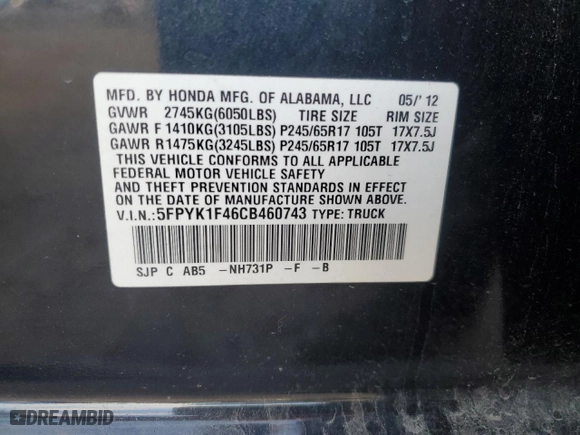 MFD. BY HONDA MFG. OF ALABAMA, LLC 05/'12
GVWR 2745KG(6050LBS) TIRE SIZE RIM SIZE
GAWR F 1410KG(3105LBS) P245/65R17 105T 17X7.5J
GAWR R1475KG(3245LBS) P245/65R17 105T 17X7.5J
THIS VEHICLE CONFORMS TO ALL APPLICABLE
FEDERAL MOTOR VEHICLE SAFETY
AND THEFT PREVENTION STANDARDS IN EFFECT
ON THE DATE OF MANUFACTURE SHOWN ABOVE.
V.I.N.: 5FPYK1F46CB460743 TYPE: TRUCK
SJP C AB5 -NH731P -F -B
DREAMBID